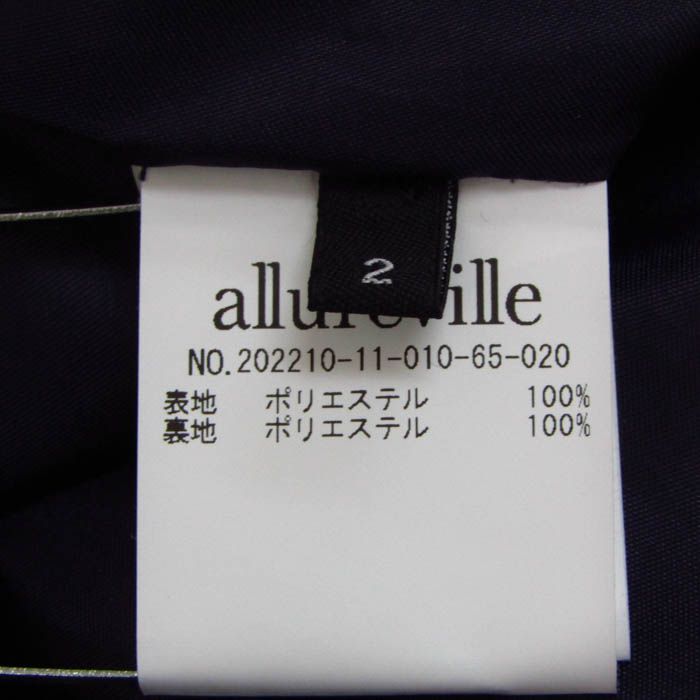 2
allureville
NO.202210-11-010-65-020
表地 ポリエステル 100%
裏地 ポリエステル 100%